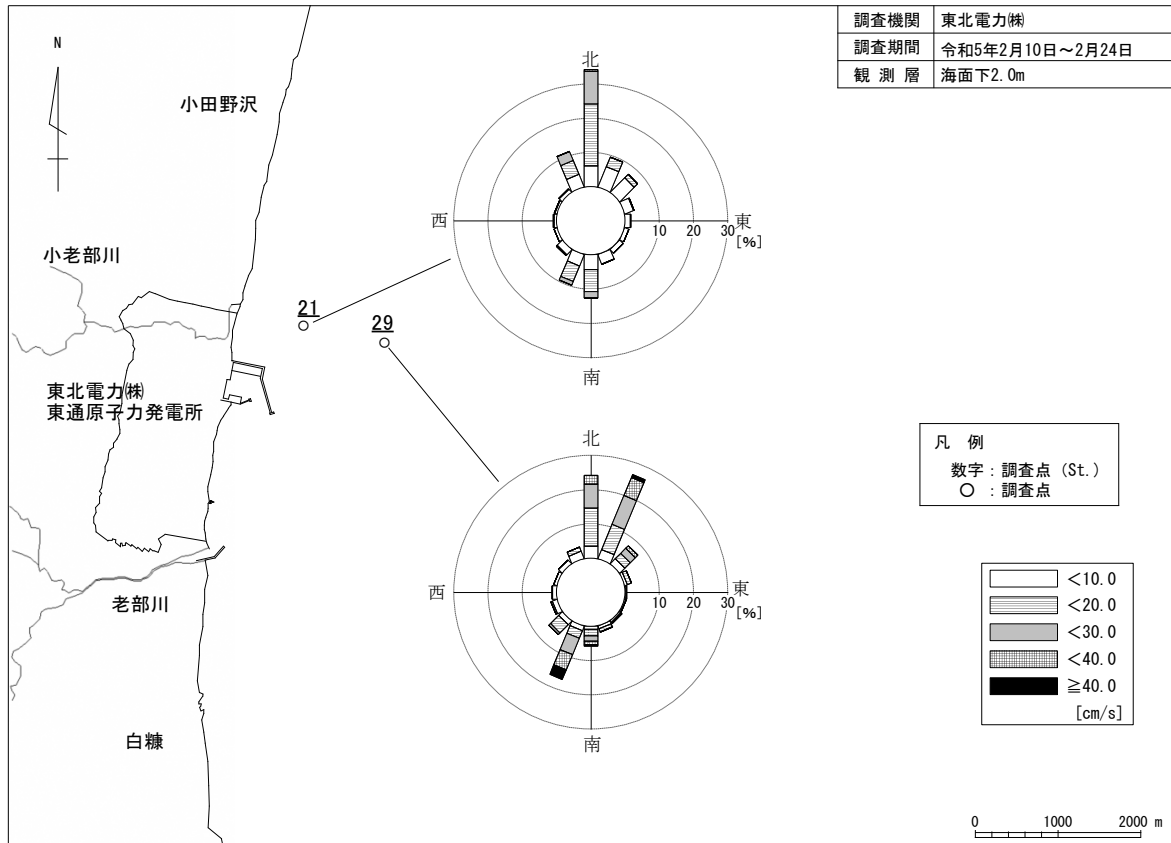 調査機関 東北電力㈱
調査期間 令和5年2月10日～2月24日
観測層 海面下2.0m
N
小田野沢
小老部川
21
29
東北電力㈱
東通原子力発電所
老部川
白糠
北
西
東
10 20 30
[%]
南
北
西
東
10 20 30
[%]
南
凡 例
数字：調査点 (St.)
○ ：調査点
<10.0
<20.0
<30.0
<40.0
≧40.0
[cm/s]
0 1000 2000 m